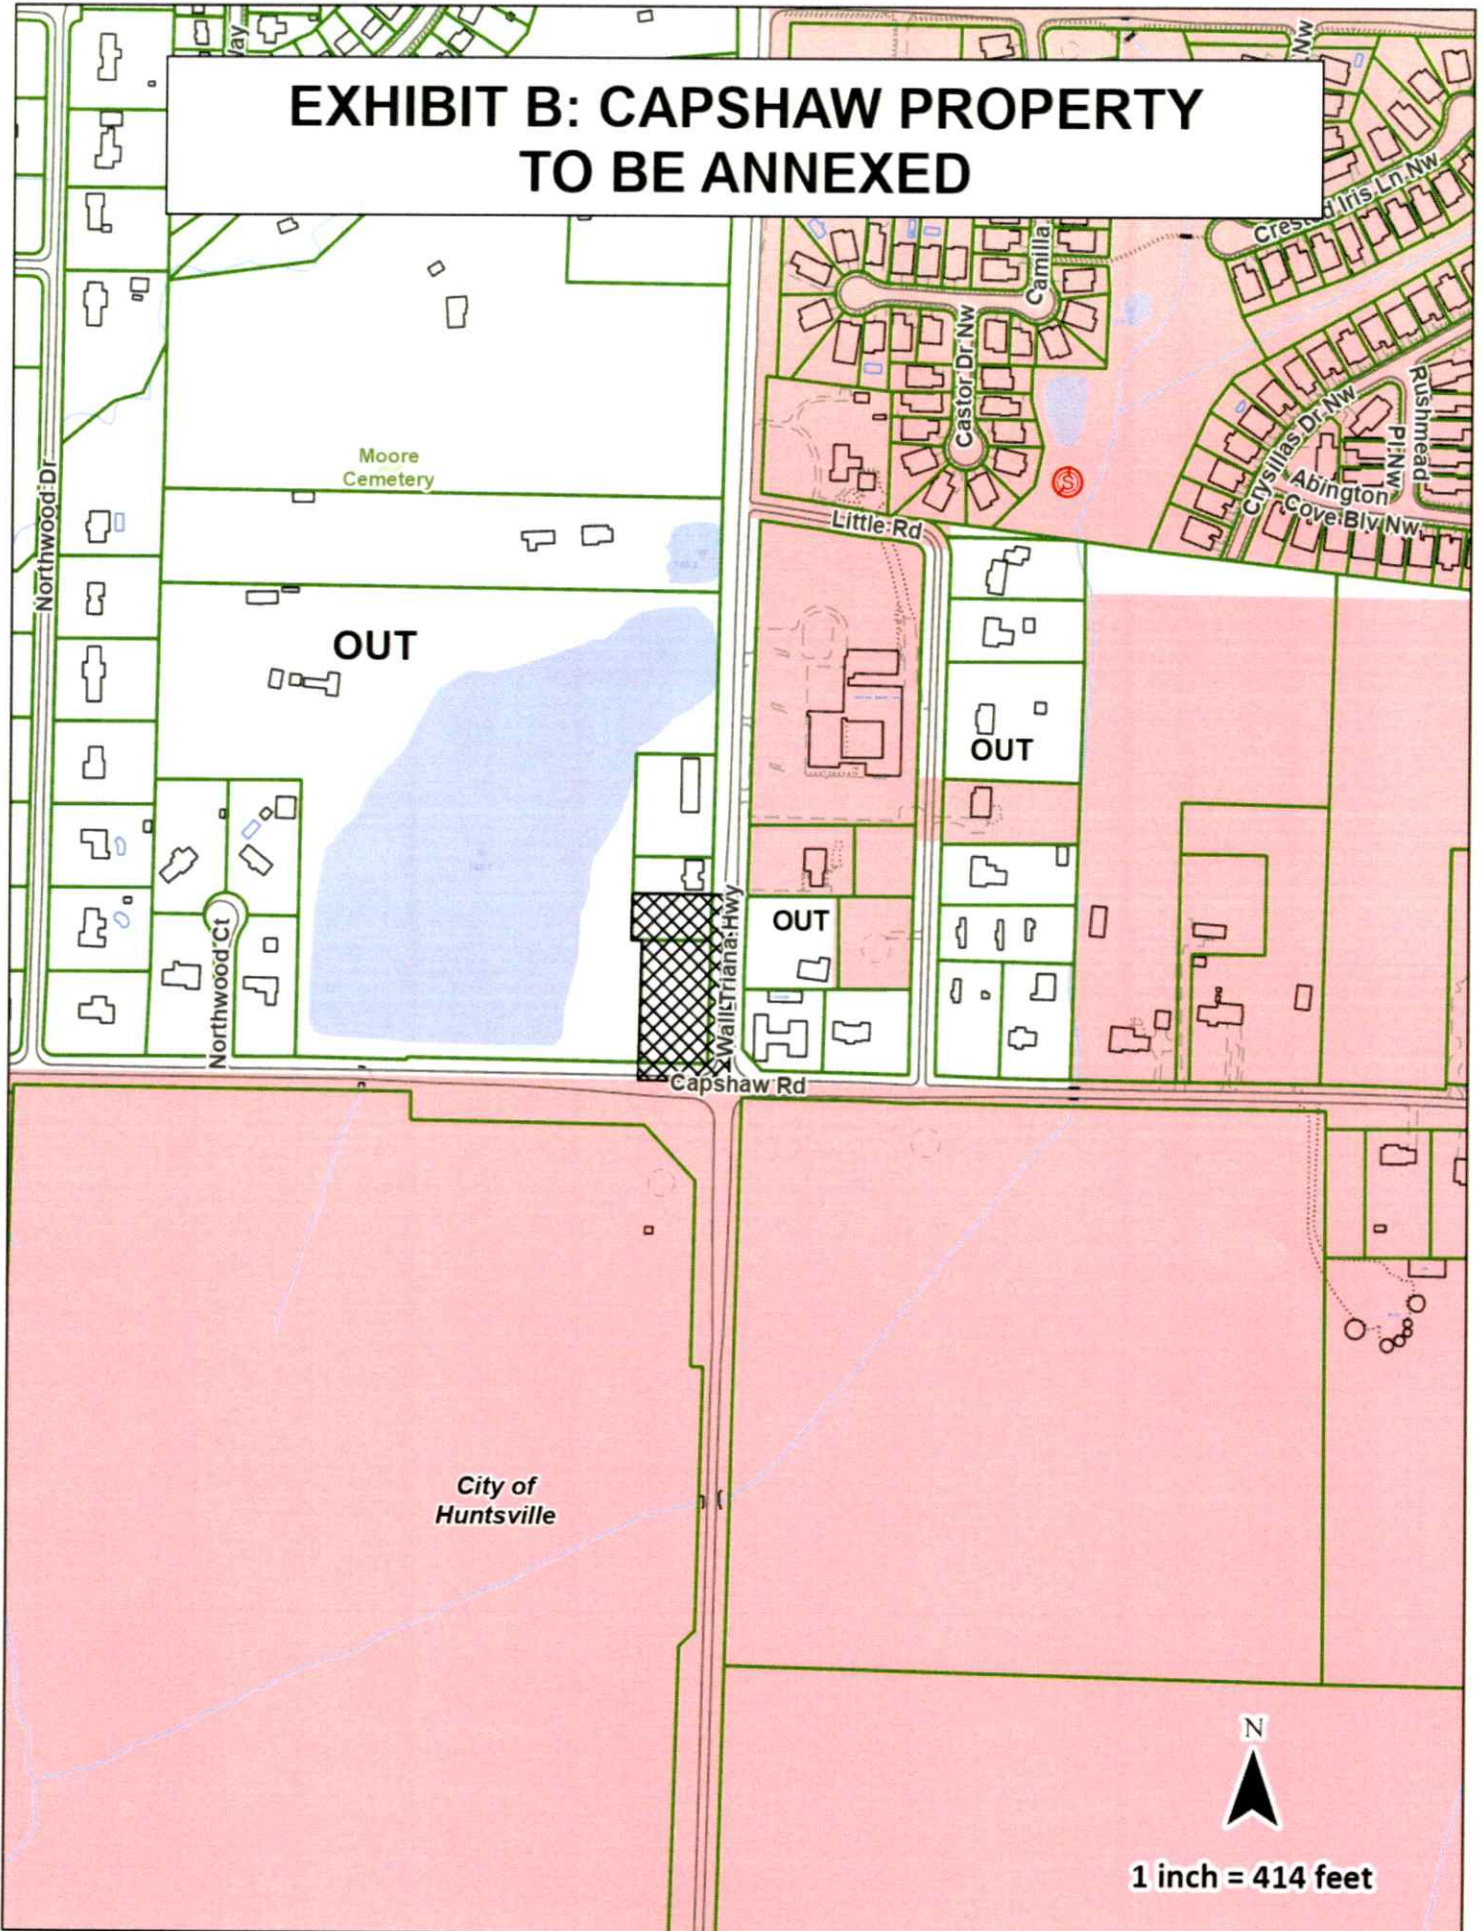 Way
Nw
EXHIBIT B: CAPSHAW PROPERTY
TO BE ANNEXED
Crested Iris Ln Nw
Camilla
Castor Dr Nw
Crysillas Dr Nw
Rushmead
Pl Nw
Abington
Cove Blv Nw
Moore
Cemetery
S
Northwood Dr
Little Rd
OUT
OUT
OUT
Wall-Triana-Hwy
Northwood Ct
Capshaw Rd
City of
Huntsville
N
1 inch = 414 feet